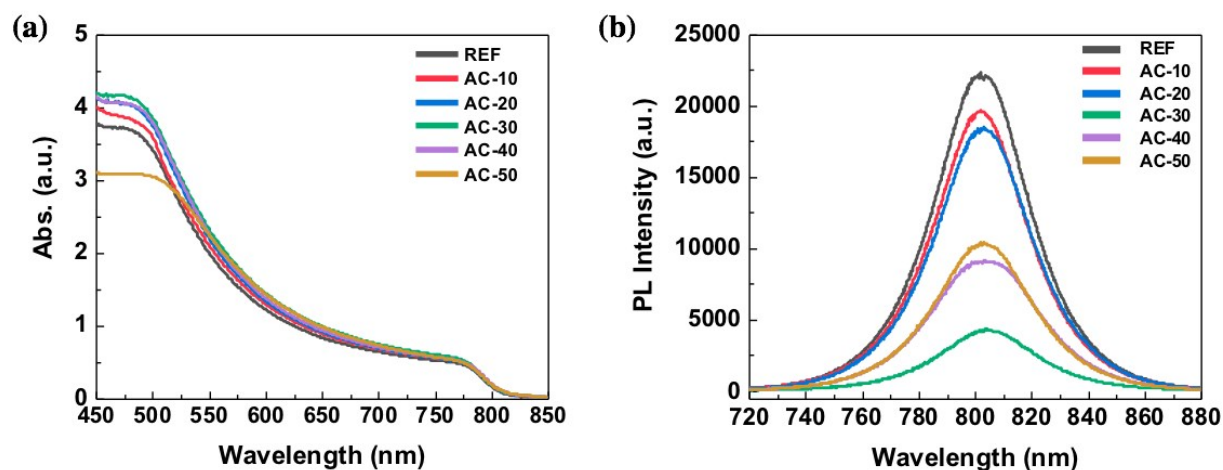 (a)
Abs. (a.u.)
5
4
3
2
1
0
REF
AC-10
AC-20
AC-30
AC-40
AC-50
450 500 550 600 650 700 750 800 850
Wavelength (nm)
(b)
PL Intensity (a.u.)
25000
20000
15000
10000
5000
0
REF
AC-10
AC-20
AC-30
AC-40
AC-50
720 740 760 780 800 820 840 860 880
Wavelength (nm)